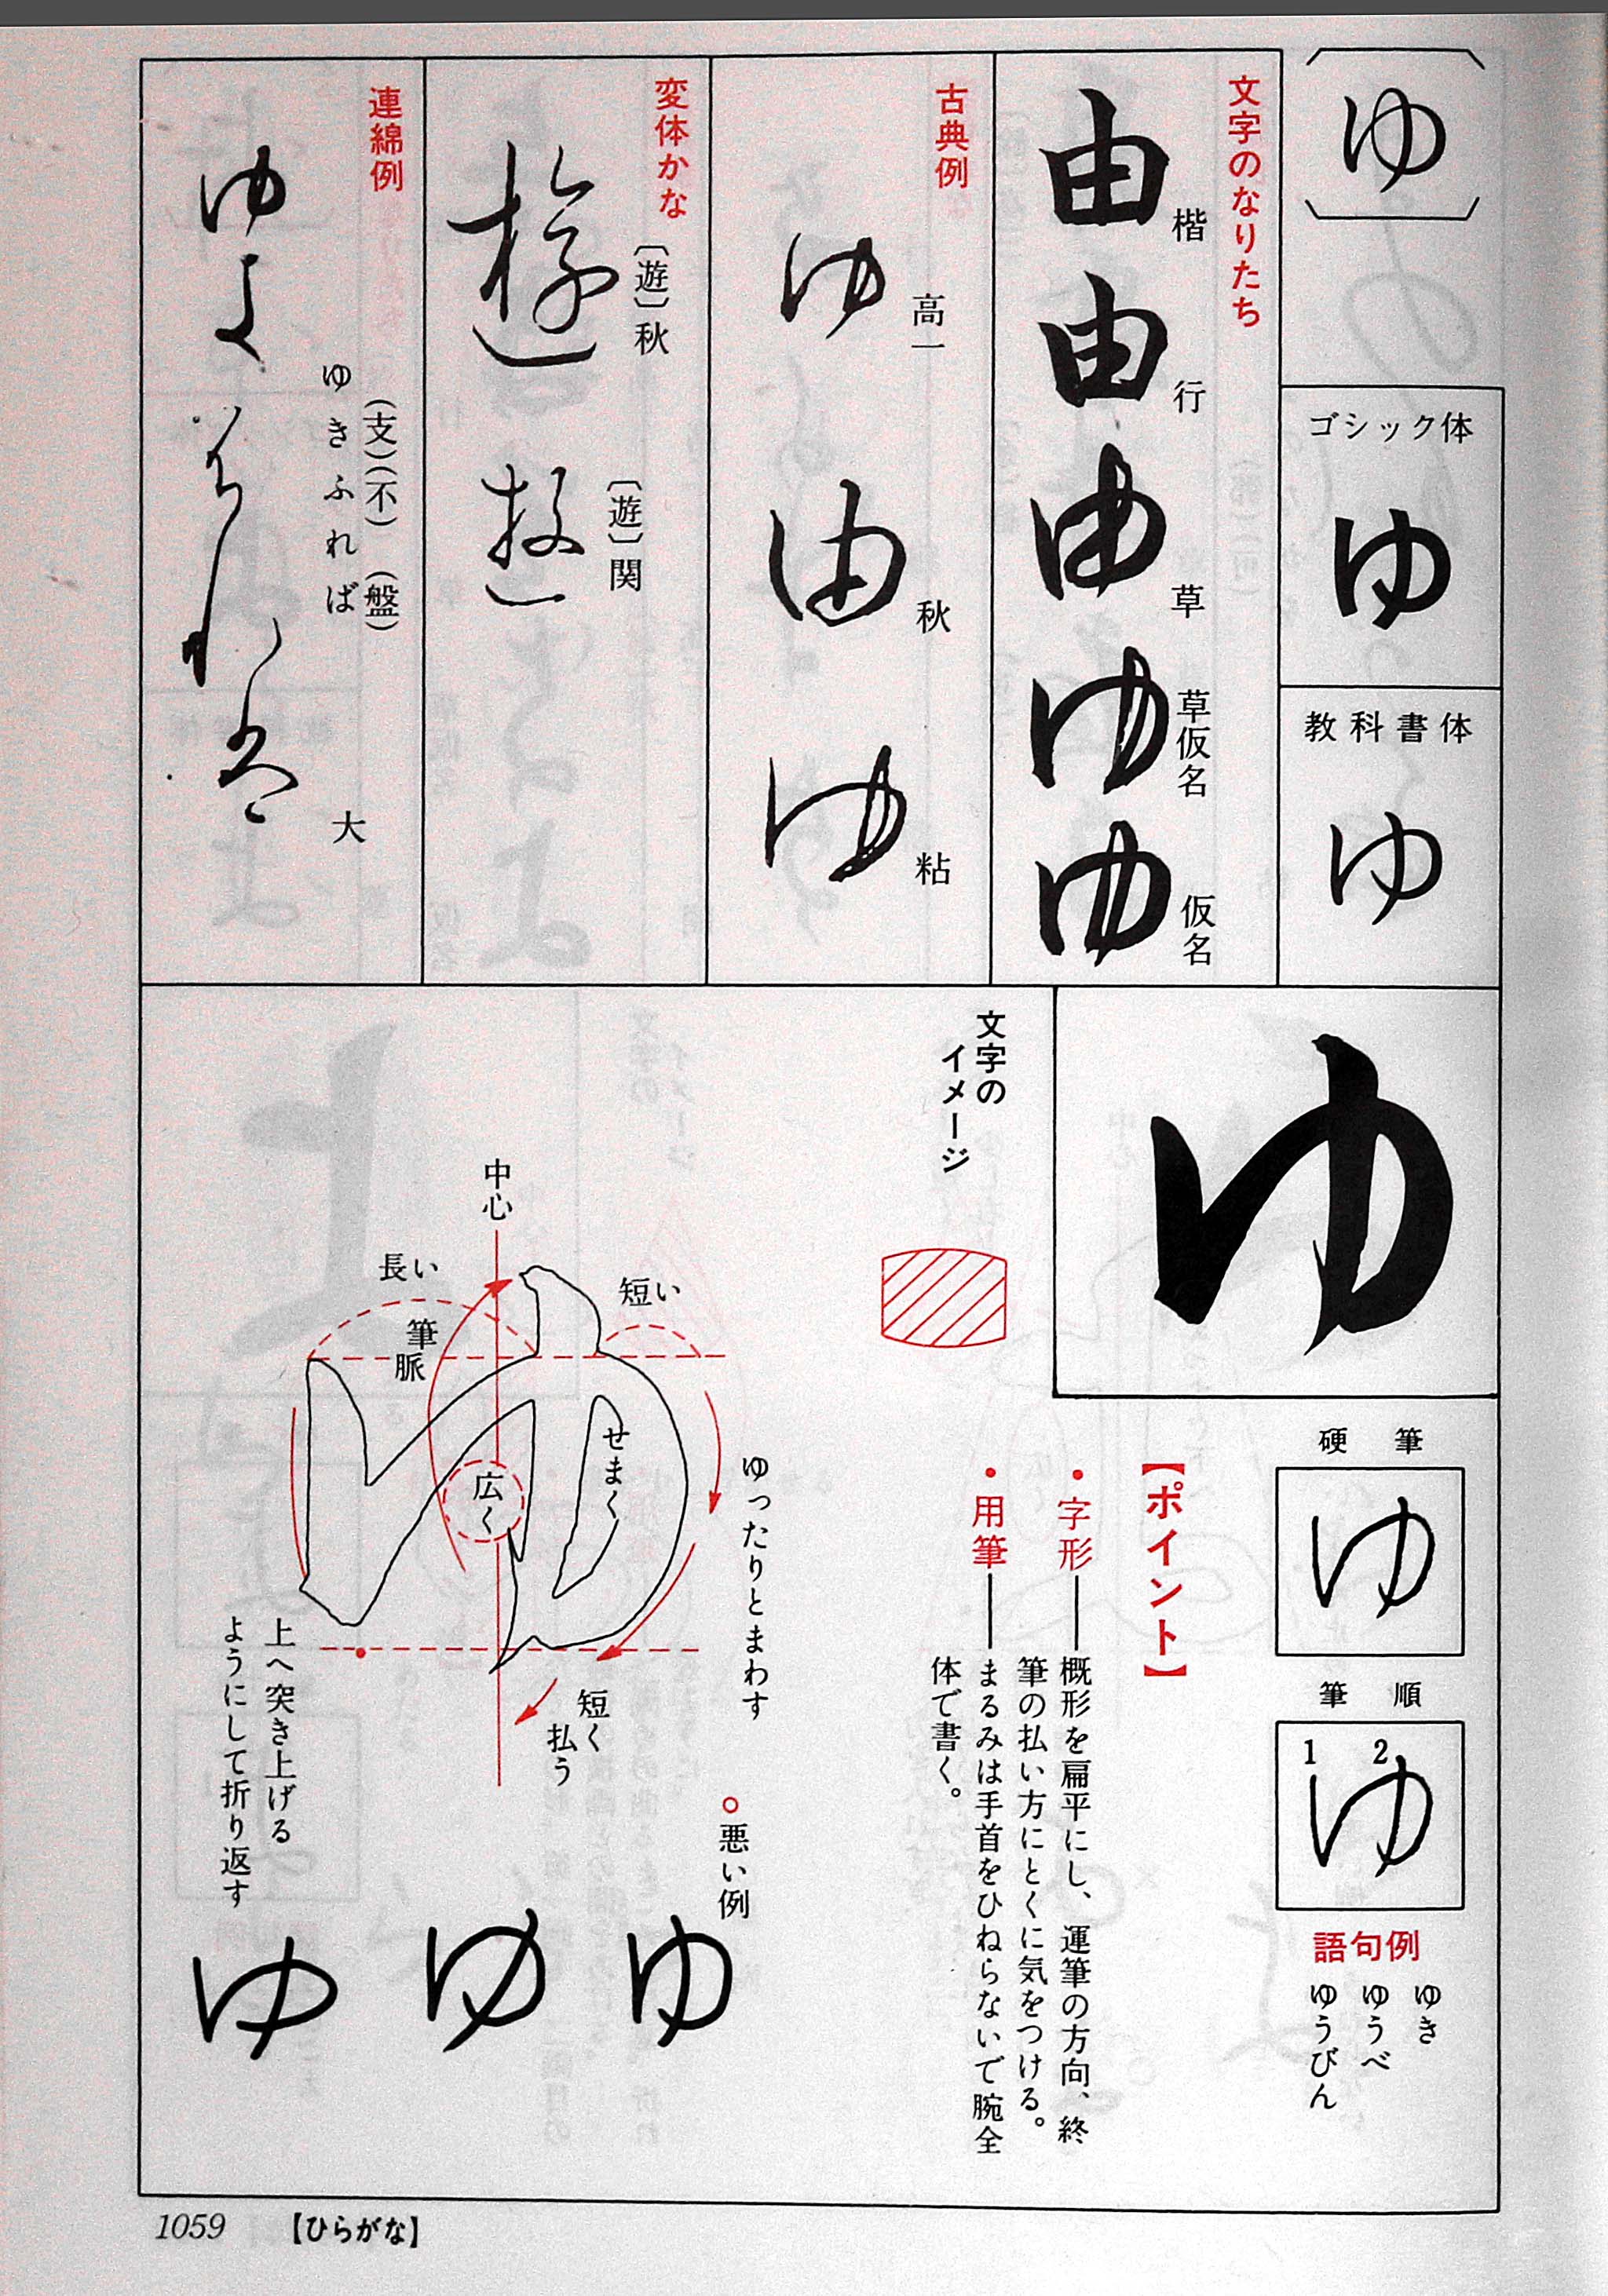 ゆ
ゴシック体
ゆ
教科書体
ゆ
文字のなりたち
由 楷
由 行
由 草
ゆ 草仮名
ゆ 仮名
古典例
ゆ 高一
由 秋
ゆ 粘
変体かな
遊 〔遊〕秋
遊 〔遊〕関
連綿例
(支)(不)(盤)
ゆきふれば
大
ゆ
硬筆
ゆ
筆順
1 2
ゆ
語句例
ゆき
ゆうべ
ゆうびん
【ポイント】
・字形――概形を扁平にし、運筆の方向、終
筆の払い方にとくに気をつける。
・用筆――まるみは手首をひねらないで腕全
体で書く。
文字の
イメージ
中心
長い
短い
筆脈
広く
せまく
ゆったりとまわす
短く
払う
上へ突き上げる
ようにして折り返す
○悪い例
ゆ
ゆ
ゆ
1059 【ひらがな】